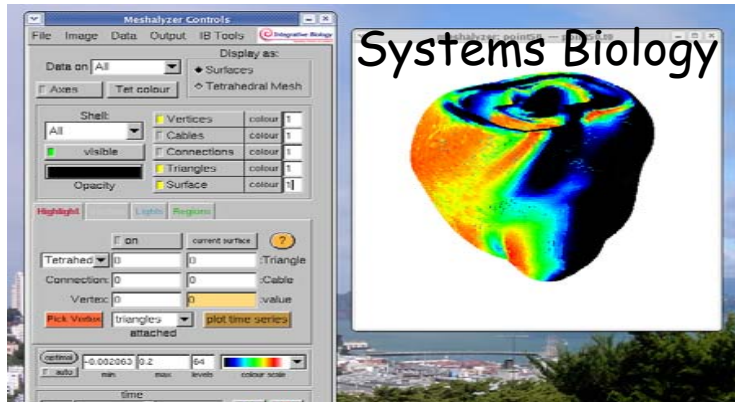 Meshalyzer Controls
File Image Data Output IB Tools Integrative Biology
Display as:
Data on All
Surfaces
Axes Tet colour
Tetrahedral Mesh
Shell:
All
visible
Opacity
Vertices colour 1
Cables colour 1
Connections colour 1
Triangles colour 1
Surface colour 1
Highlight Lights Regions
on current surface ?
Tetrahed 0 0 :Triangle
Connection: 0 0 :Cable
Vertex: 0 0 :value
Pick Vertex triangles plot time series
attached
optimal -0.002063 0.2 64
auto min max levels colour scale
time
meshalyzer: point50.
Systems Biology